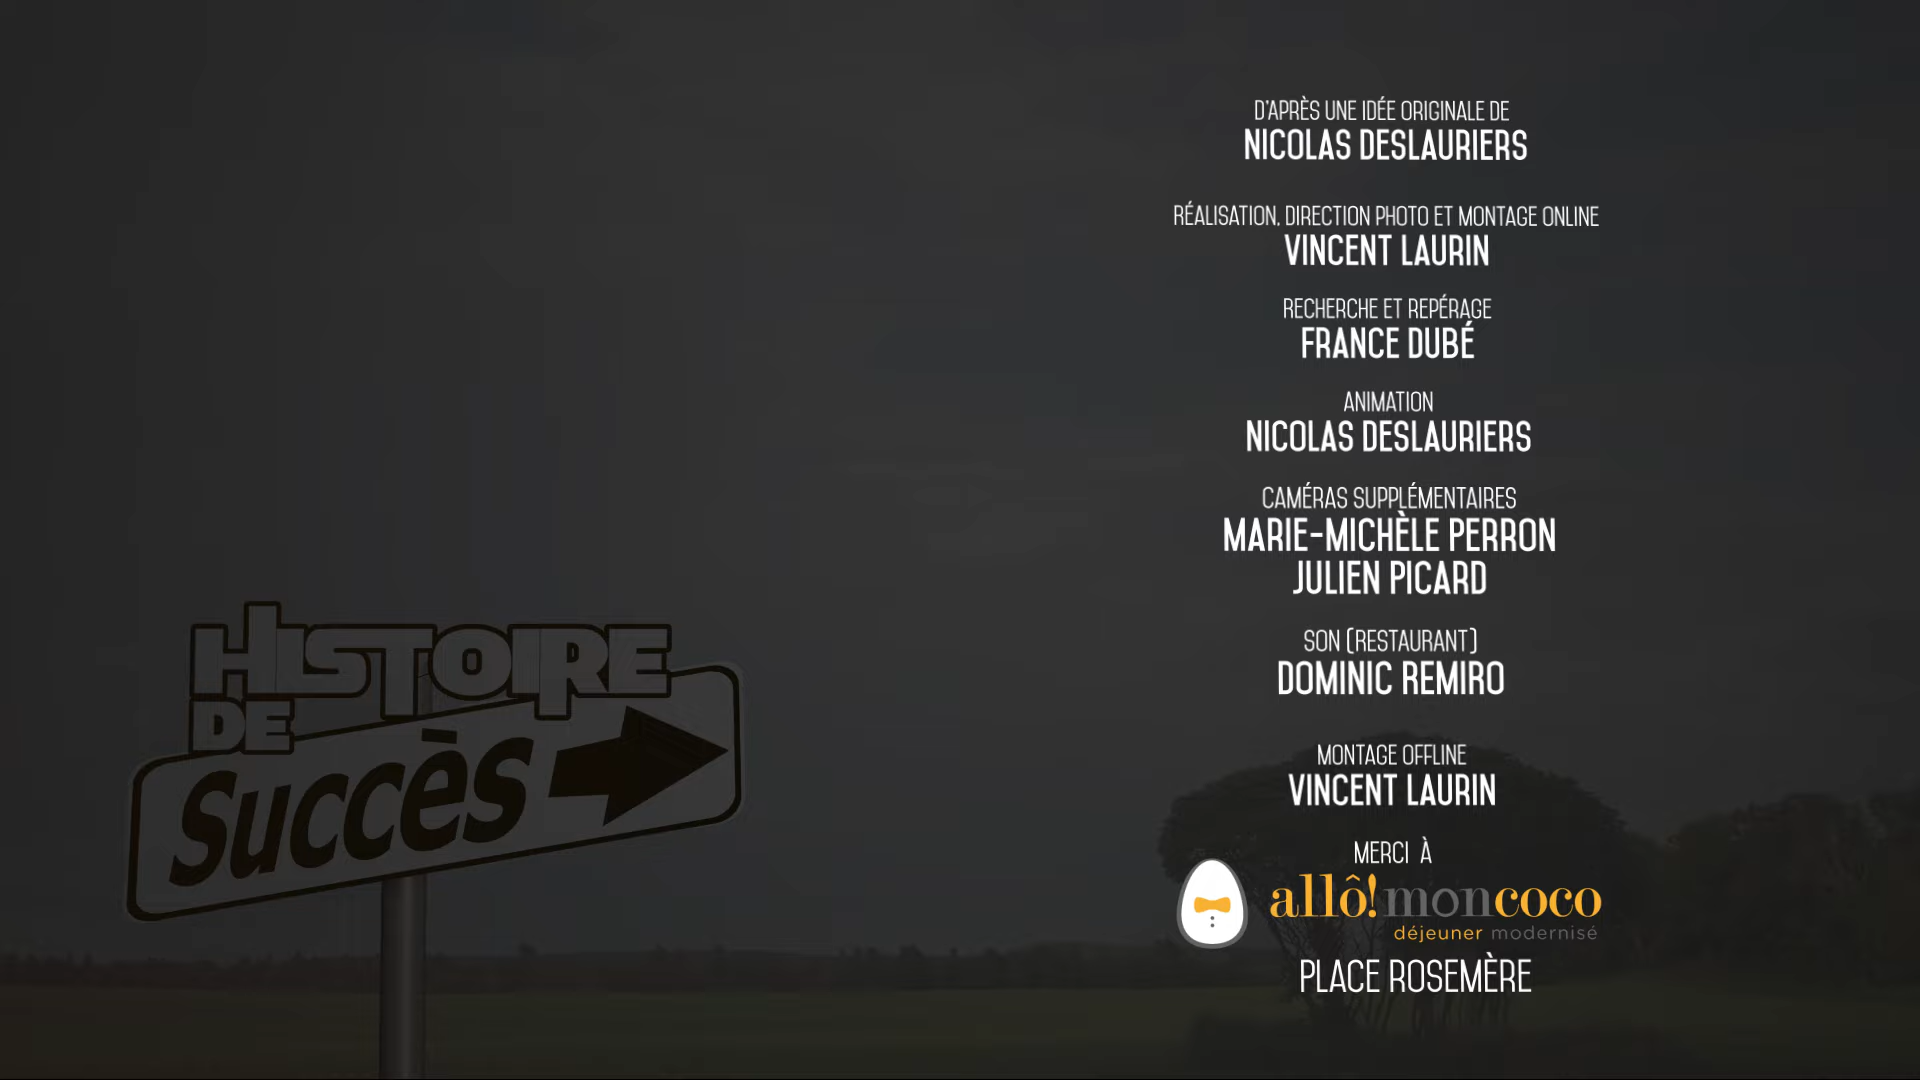 D'APRÈS UNE IDÉE ORIGINALE DE
NICOLAS DESLAURIERS
RÉALISATION, DIRECTION PHOTO ET MONTAGE ONLINE
VINCENT LAURIN
RECHERCHE ET REPÉRAGE
FRANCE DUBÉ
ANIMATION
NICOLAS DESLAURIERS
CAMÉRAS SUPPLÉMENTAIRES
MARIE-MICHÈLE PERRON
JULIEN PICARD
SON (RESTAURANT)
DOMINIC REMIRO
MONTAGE OFFLINE
VINCENT LAURIN
MERCI À
allô!moncoco
déjeuner modernisé
PLACE ROSEMÈRE
HISTOIRE
DE
Succès